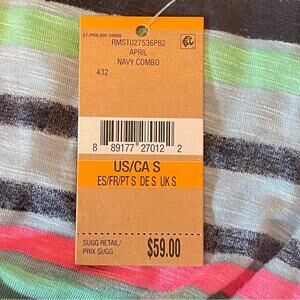 RMST027536P82
APRIL
NAVY COMBO
432
8 89177 27012 2
US/CA S
ES/FR/PT S DE S UK S
SUGG RETAIL/
PRIX SUGG
$59.00